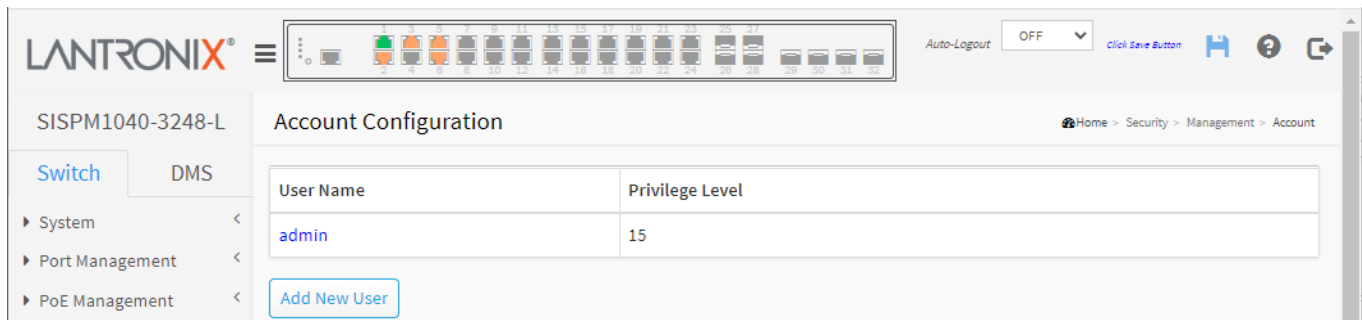 1 3 5 7 9 11 13 15 17 19 21 23 25 27
LANTRONIX®
2 4 6 8 10 12 14 16 18 20 22 24 26 28 29 30 31 32
Auto-Logout OFF Click Save Button
SISPM1040-3248-L
Account Configuration
Home > Security > Management > Account
Switch DMS
User Name Privilege Level
System
admin 15
Port Management
PoE Management
Add New User